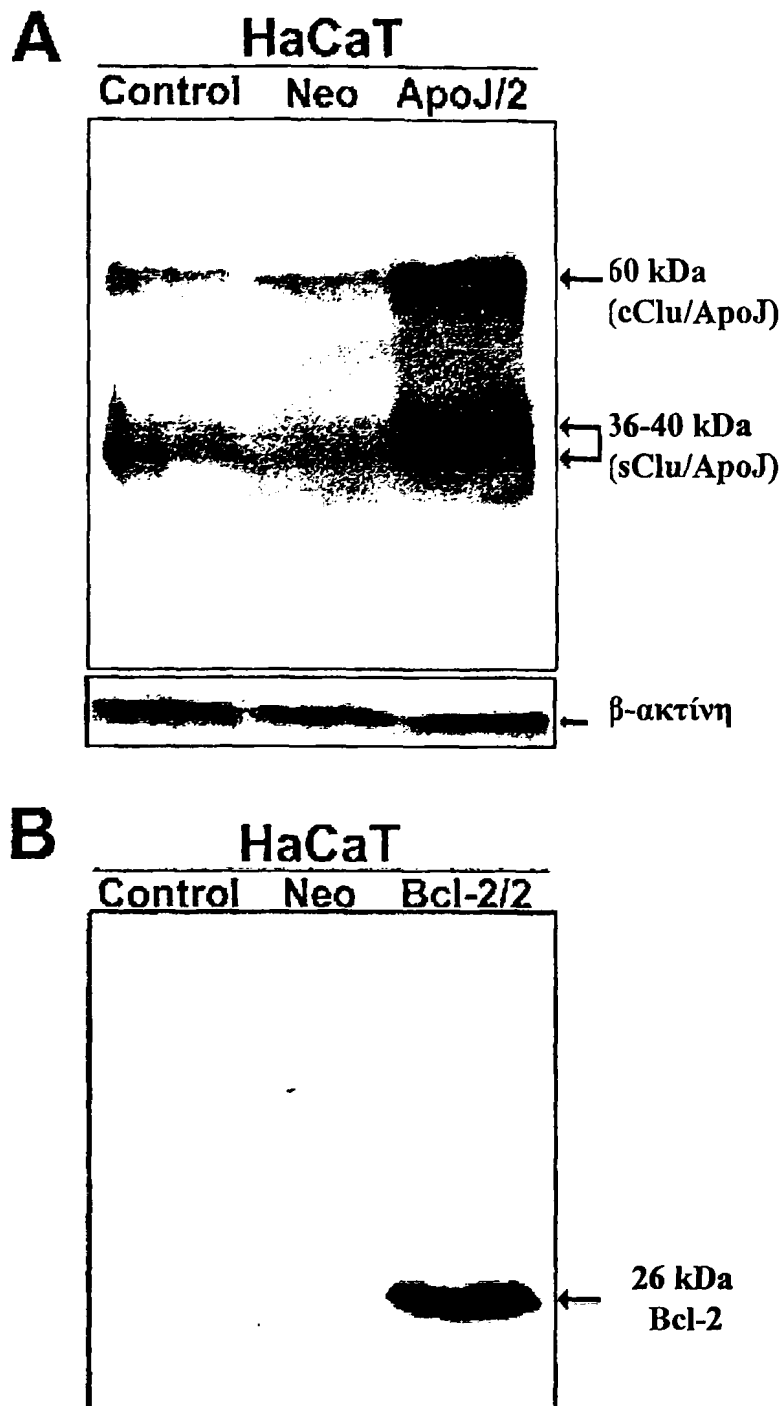 A
HaCaT
Control Neo ApoJ/2
60 kDa
(cClu/ApoJ)
36-40 kDa
(sClu/ApoJ)
β-ακτίνη
B
HaCaT
Control Neo Bcl-2/2
26 kDa
Bcl-2